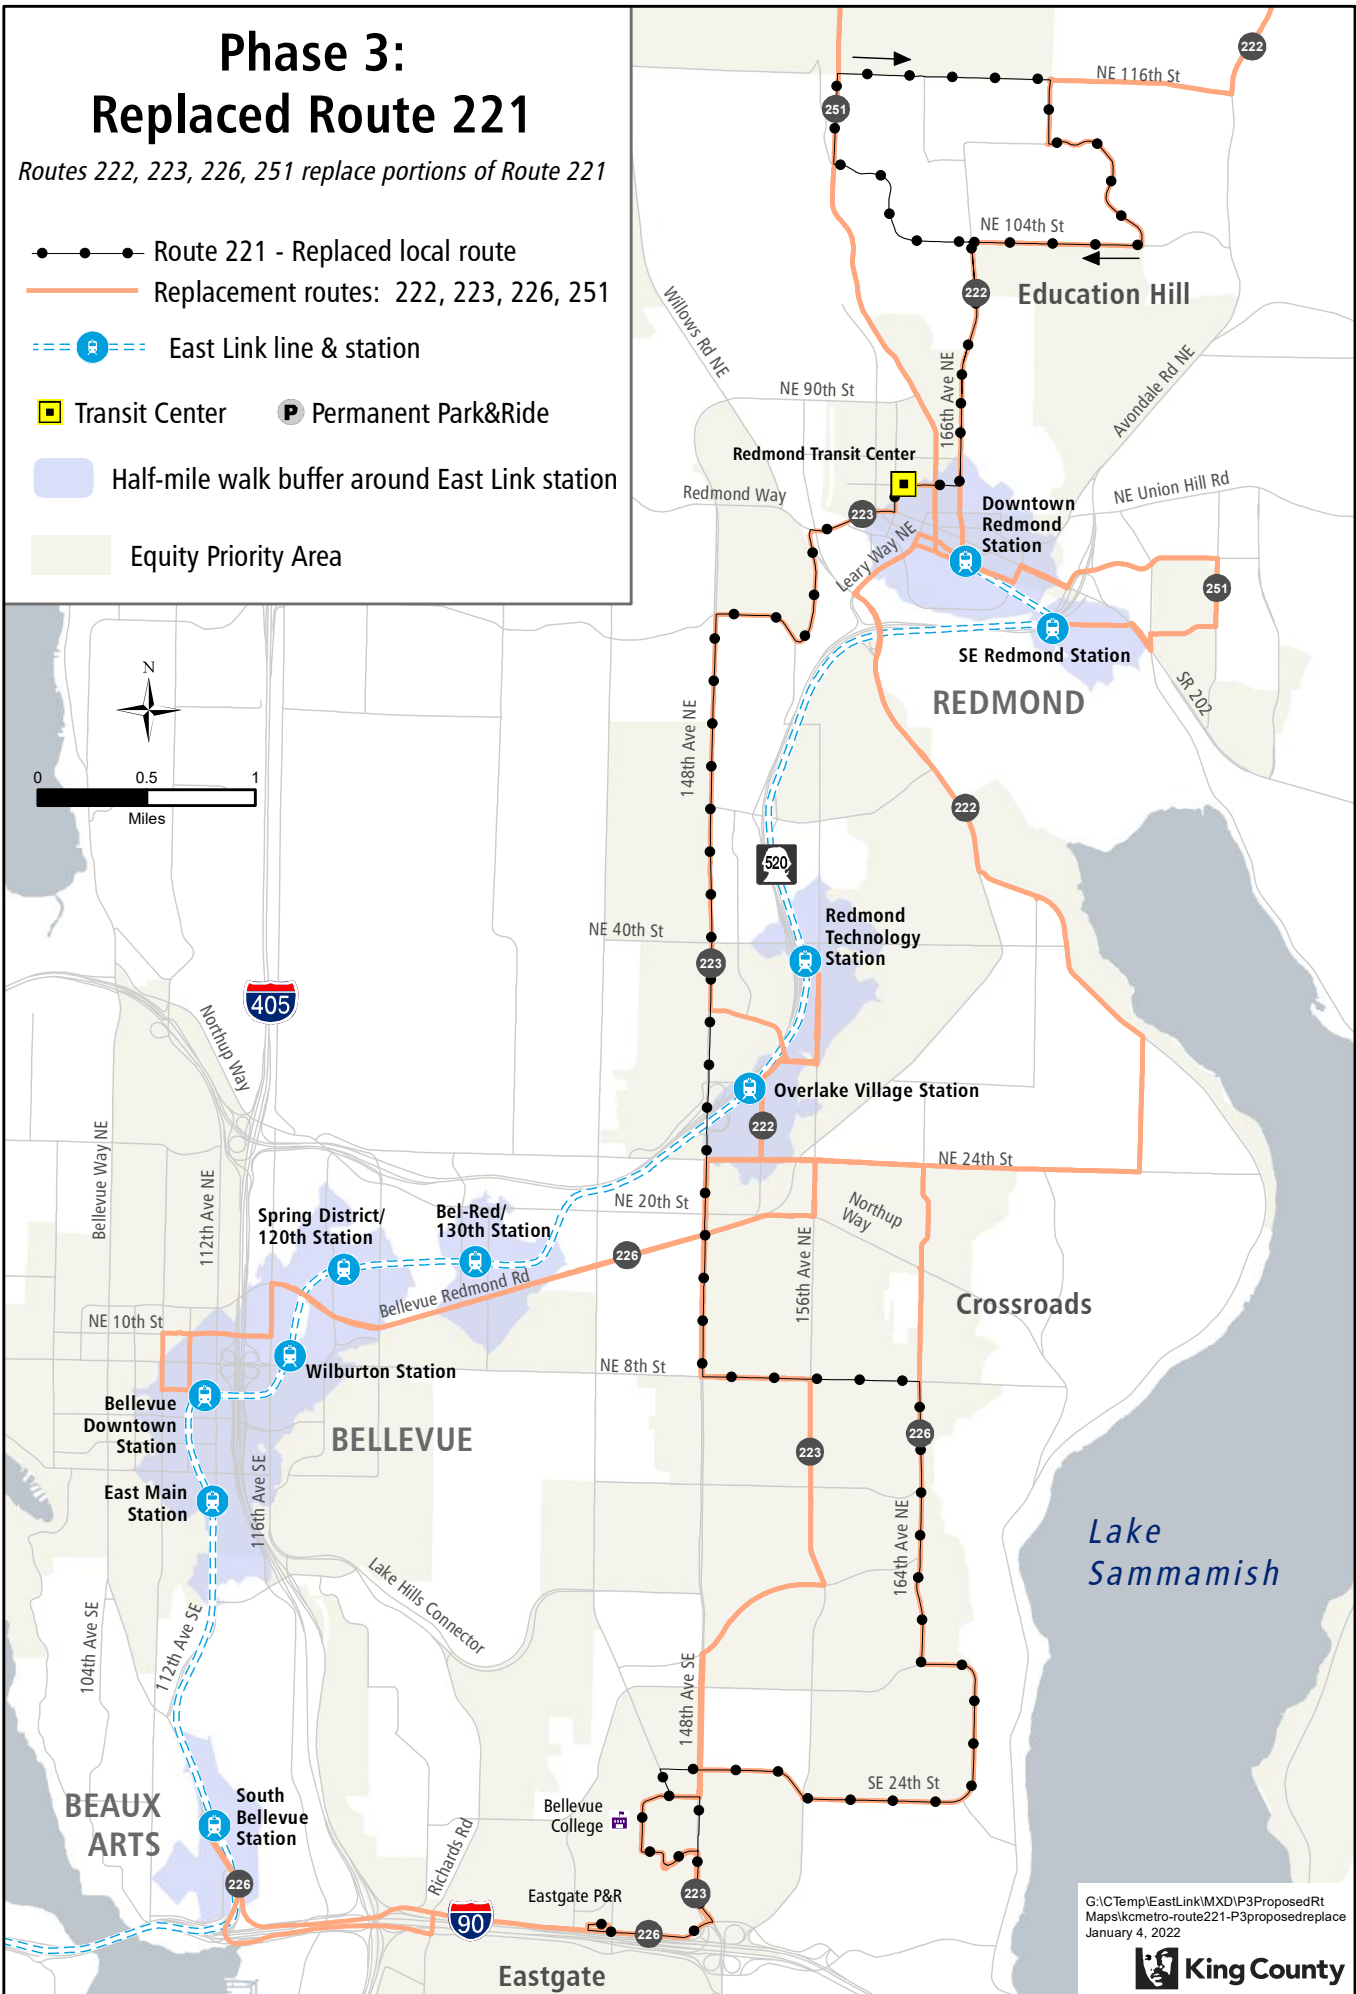 Phase 3:
Replaced Route 221
Routes 222, 223, 226, 251 replace portions of Route 221
Route 221 - Replaced local route
Replacement routes: 222, 223, 226, 251
East Link line & station
Transit Center
P Permanent Park&Ride
Half-mile walk buffer around East Link station
Equity Priority Area
222
NE 116th St
251
NE 104th St
222
Education Hill
Willows Rd NE
166th Ave NE
Avondale Rd NE
NE 90th St
Redmond Transit Center
Redmond Way
NE Union Hill Rd
223
Downtown
Redmond
Station
Leary Way NE
251
SE Redmond Station
SR 202
REDMOND
N
0 0.5 1
Miles
148th Ave NE
222
520
NE 40th St
Redmond
Technology
Station
223
405
Northup Way
Overlake Village Station
222
Bellevue Way NE
112th Ave NE
NE 24th St
NE 20th St
Northup
Way
Spring District/
120th Station
Bel-Red/
130th Station
226
156th Ave NE
Bellevue Redmond Rd
Crossroads
NE 10th St
Wilburton Station
NE 8th St
Bellevue
Downtown
Station
BELLEVUE
223
226
East Main
Station
116th Ave SE
164th Ave NE
Lake
Sammamish
Lake Hills Connector
104th Ave SE
112th Ave SE
148th Ave SE
SE 24th St
BEAUX
ARTS
South
Bellevue
Station
Bellevue
College
Richards Rd
226
Eastgate P&R
223
90
226
Eastgate
G:\CTemp\EastLink\MXD\P3ProposedRt
Maps\kcmetro-route221-P3proposedreplace
January 4, 2022
King County